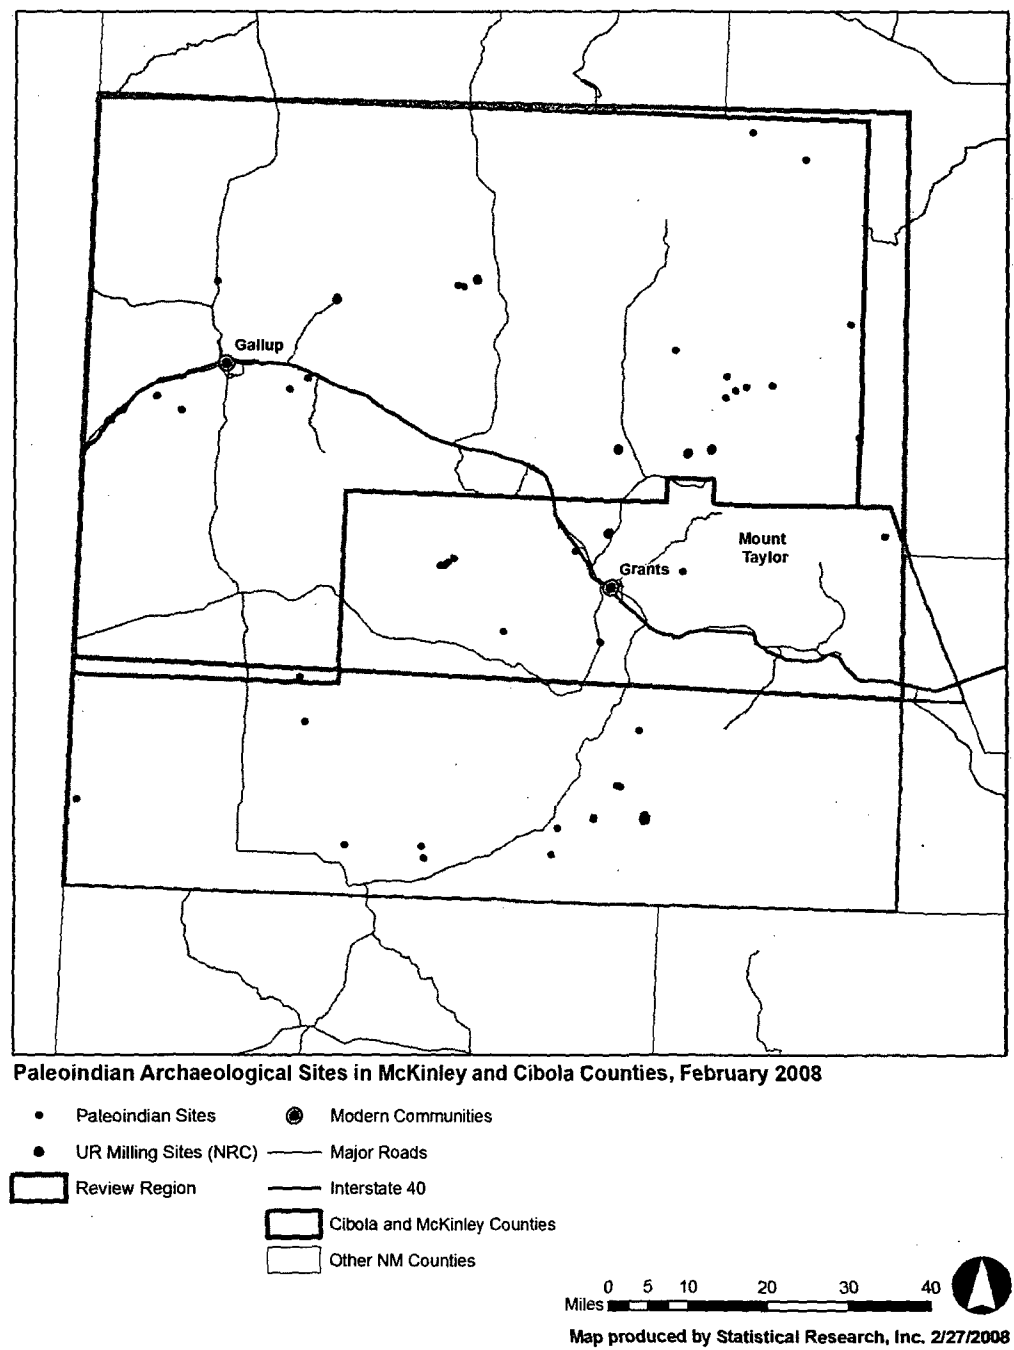 Gallup
Mount
Taylor
Grants
Paleoindian Archaeological Sites in McKinley and Cibola Counties, February 2008
Paleoindian Sites
Modern Communities
UR Milling Sites (NRC)
Major Roads
Review Region
Interstate 40
Cibola and McKinley Counties
Other NM Counties
0 5 10 20 30 40
Miles
Map produced by Statistical Research, Inc. 2/27/2008